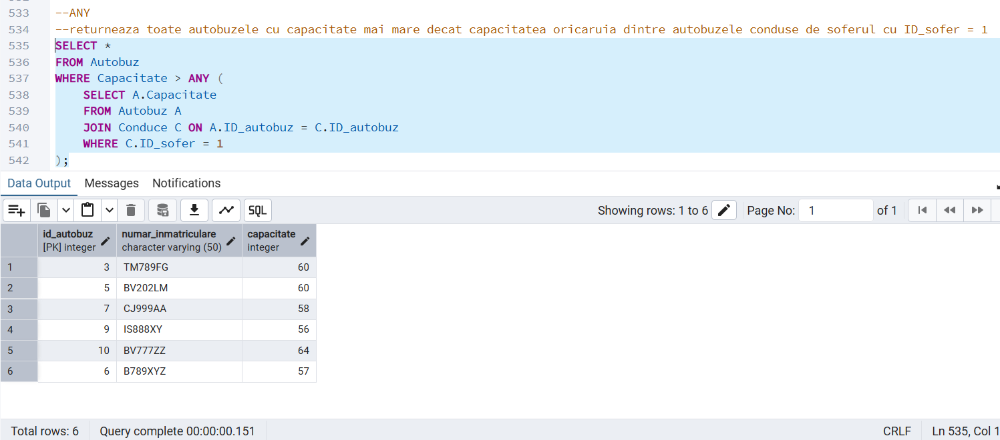 533 --ANY
534 --returneaza toate autobuzele cu capacitate mai mare decat capacitatea oricaruia dintre autobuzele conduse de soferul cu ID_sofer = 1
535 SELECT *
536 FROM Autobuz
537 WHERE Capacitate > ANY (
538 SELECT A.Capacitate
539 FROM Autobuz A
540 JOIN Conduce C ON A.ID_autobuz = C.ID_autobuz
541 WHERE C.ID_sofer = 1
542 );
Data Output Messages Notifications
SQL Showing rows: 1 to 6 Page No: 1 of 1
id_autobuz numar_inmatriculare capacitate
[PK] integer character varying (50) integer
1 3 TM789FG 60
2 5 BV202LM 60
3 7 CJ999AA 58
4 9 IS888XY 56
5 10 BV777ZZ 64
6 6 B789XYZ 57
Total rows: 6 Query complete 00:00:00.151 CRLF Ln 535, Col 1